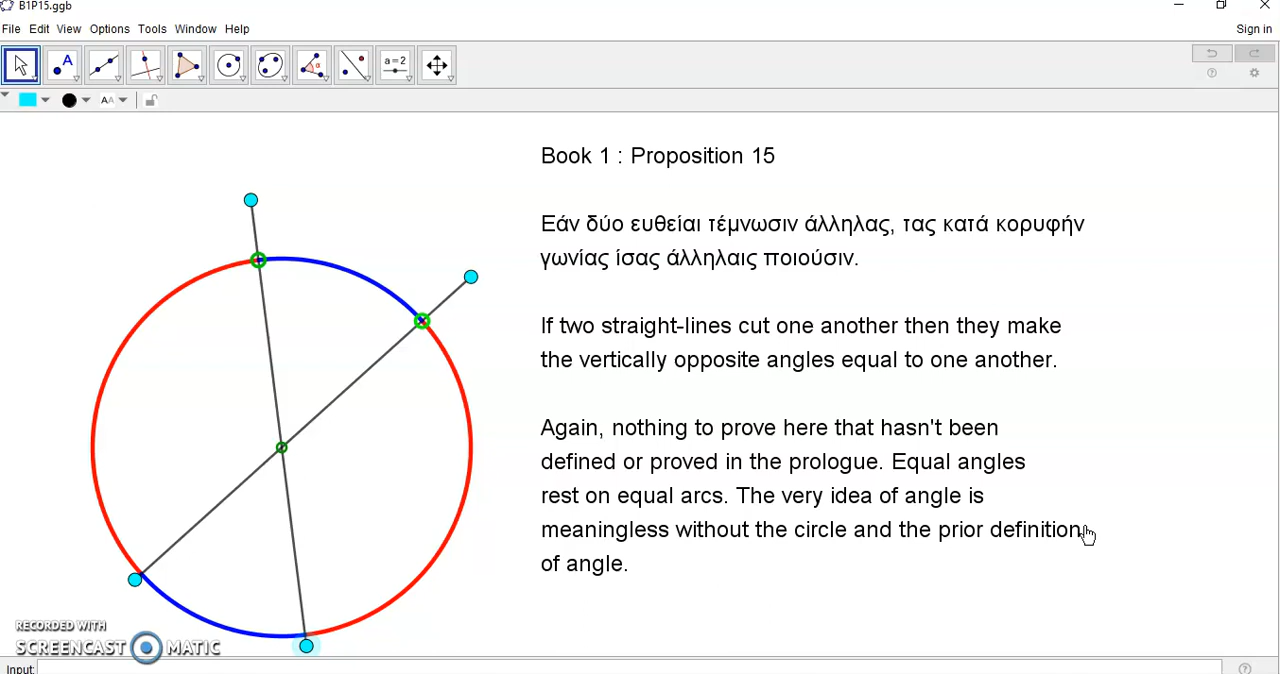 B1P15.ggb
File Edit View Options Tools Window Help
Sign in
A
α
a=2
AA
Book 1 : Proposition 15
Εάν δύο ευθείαι τέμνωσιν άλληλας, τας κατά κορυφήν
γωνίας ίσας άλληλαις ποιούσιν.
If two straight-lines cut one another then they make
the vertically opposite angles equal to one another.
Again, nothing to prove here that hasn't been
defined or proved in the prologue. Equal angles
rest on equal arcs. The very idea of angle is
meaningless without the circle and the prior definition
of angle.
RECORDED WITH
SCREENCAST MATIC
Input: